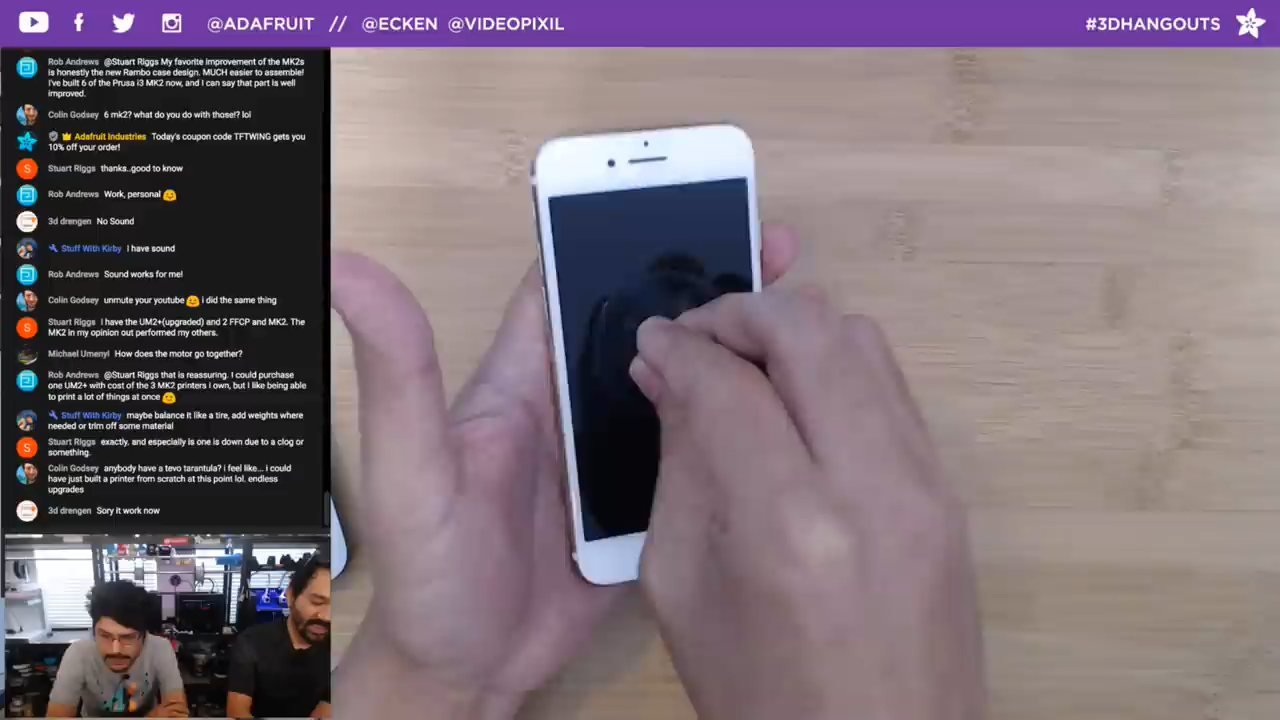 @ADAFRUIT // @ECKEN @VIDEOPIXIL
#3DHANGOUTS
Rob Andrews @Stuart Riggs My favorite improvement of the MK2s
is honestly the new Rambo case design. MUCH easier to assemble!
I've built 6 of the Prusa i3 MK2 now, and I can say that part is well
improved.
Colin Godsey 6 mk2? what do you do with those!? lol
Adafruit Industries Today's coupon code TFTWING gets you
10% off your order!
S Stuart Riggs thanks..good to know
Rob Andrews Work, personal
3d drengen No Sound
Stuff With Kirby I have sound
Rob Andrews Sound works for me!
Colin Godsey unmute your youtube i did the same thing
S Stuart Riggs I have the UM2+(upgraded) and 2 FFCP and MK2. The
MK2 in my opinion out performed my others.
Michael Umenyl How does the motor go together?
Rob Andrews @Stuart Riggs that is reassuring. I could purchase
one UM2+ with cost of the 3 MK2 printers I own, but I like being able
to print a lot of things at once
Stuff With Kirby maybe balance it like a tire, add weights where
needed or trim off some material
S Stuart Riggs exactly, and especially is one is down due to a clog or
something.
Colin Godsey anybody have a tevo tarantula? i feel like... i could
have just built a printer from scratch at this point lol. endless
upgrades
3d drengen Sory it work now